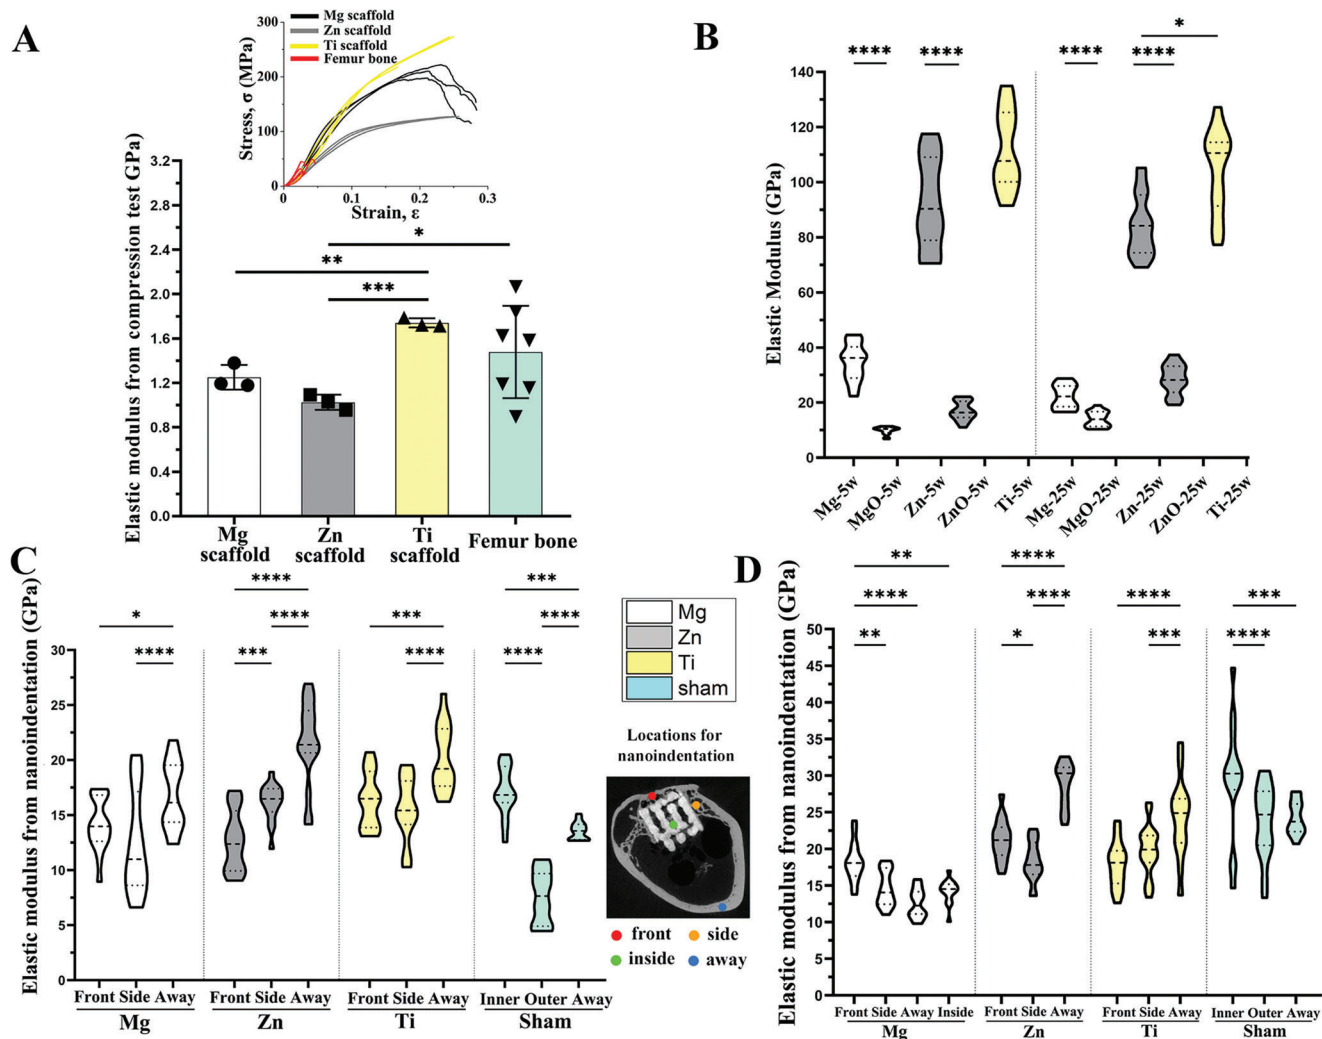 A
300
200
100
0
Stress, σ (MPa)
Mg scaffold
Zn scaffold
Ti scaffold
Femur bone
0
0.1
0.2
0.3
Strain, ε
Elastic modulus from compression test GPa
3.2
2.8
2.4
2.0
1.6
1.2
0.8
0.4
0.0
*
**
***
Mg
scaffold
Zn
scaffold
Ti
scaffold
Femur bone
B
Elastic Modulus (GPa)
140
120
100
80
60
40
20
0
*
**** **** **** ****
Mg-5w
MgO-5w
Zn-5w
ZnO-5w
Ti-5w
Mg-25w
MgO-25w
Zn-25w
ZnO-25w
Ti-25w
C
Elastic modulus from nanoindentation (GPa)
30
25
20
15
10
5
0
**** ***
* **** *** ****
**** *** **** ****
Front Side Away Front Side Away Front Side Away Inner Outer Away
Mg Zn Ti Sham
Mg
Zn
Ti
sham
Locations for
nanoindentation
front side
inside away
D
Elastic modulus from nanoindentation (GPa)
50
45
40
35
30
25
20
15
10
5
0
** ****
**** **** **** ***
** * *** ****
Front Side Away Inside Front Side Away Front Side Away Inner Outer Away
Mg Zn Ti Sham